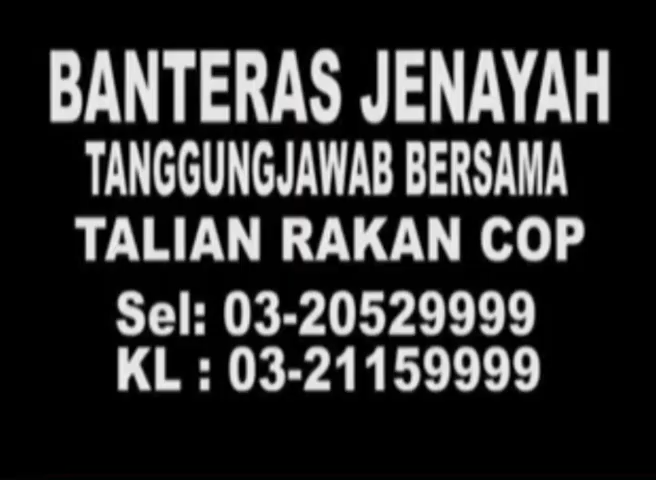 BANTERAS JENAYAH
TANGGUNGJAWAB BERSAMA
TALIAN RAKAN COP
Sel: 03-20529999
KL : 03-21159999